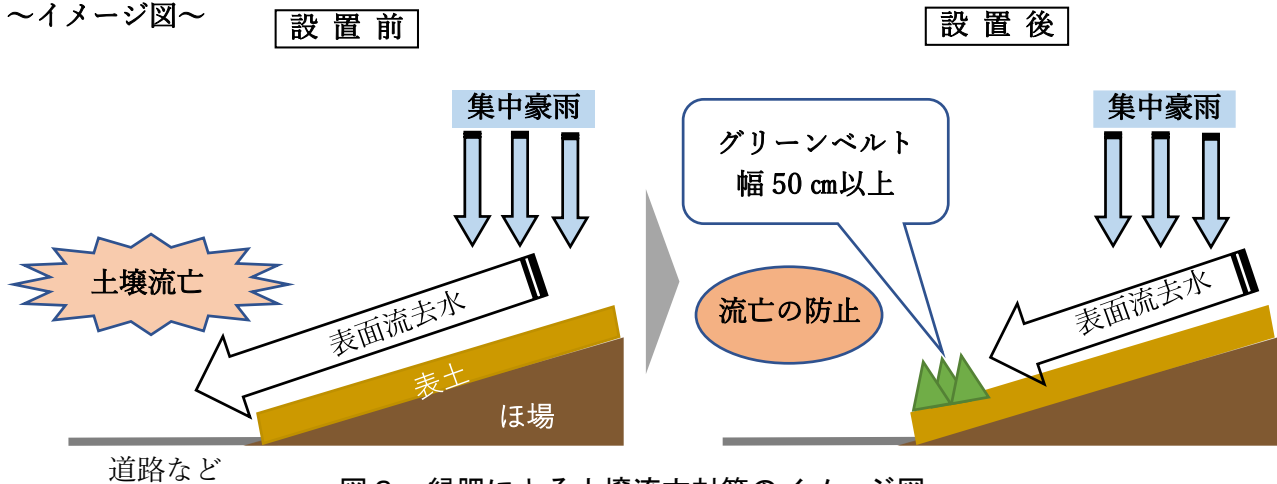 ~イメージ図~
設 置 前
設 置 後
集中豪雨
土壌流亡
表面流去水
表土
ほ場
道路など
グリーンベルト
幅 50 ㎝以上
集中豪雨
流亡の防止
表面流去水